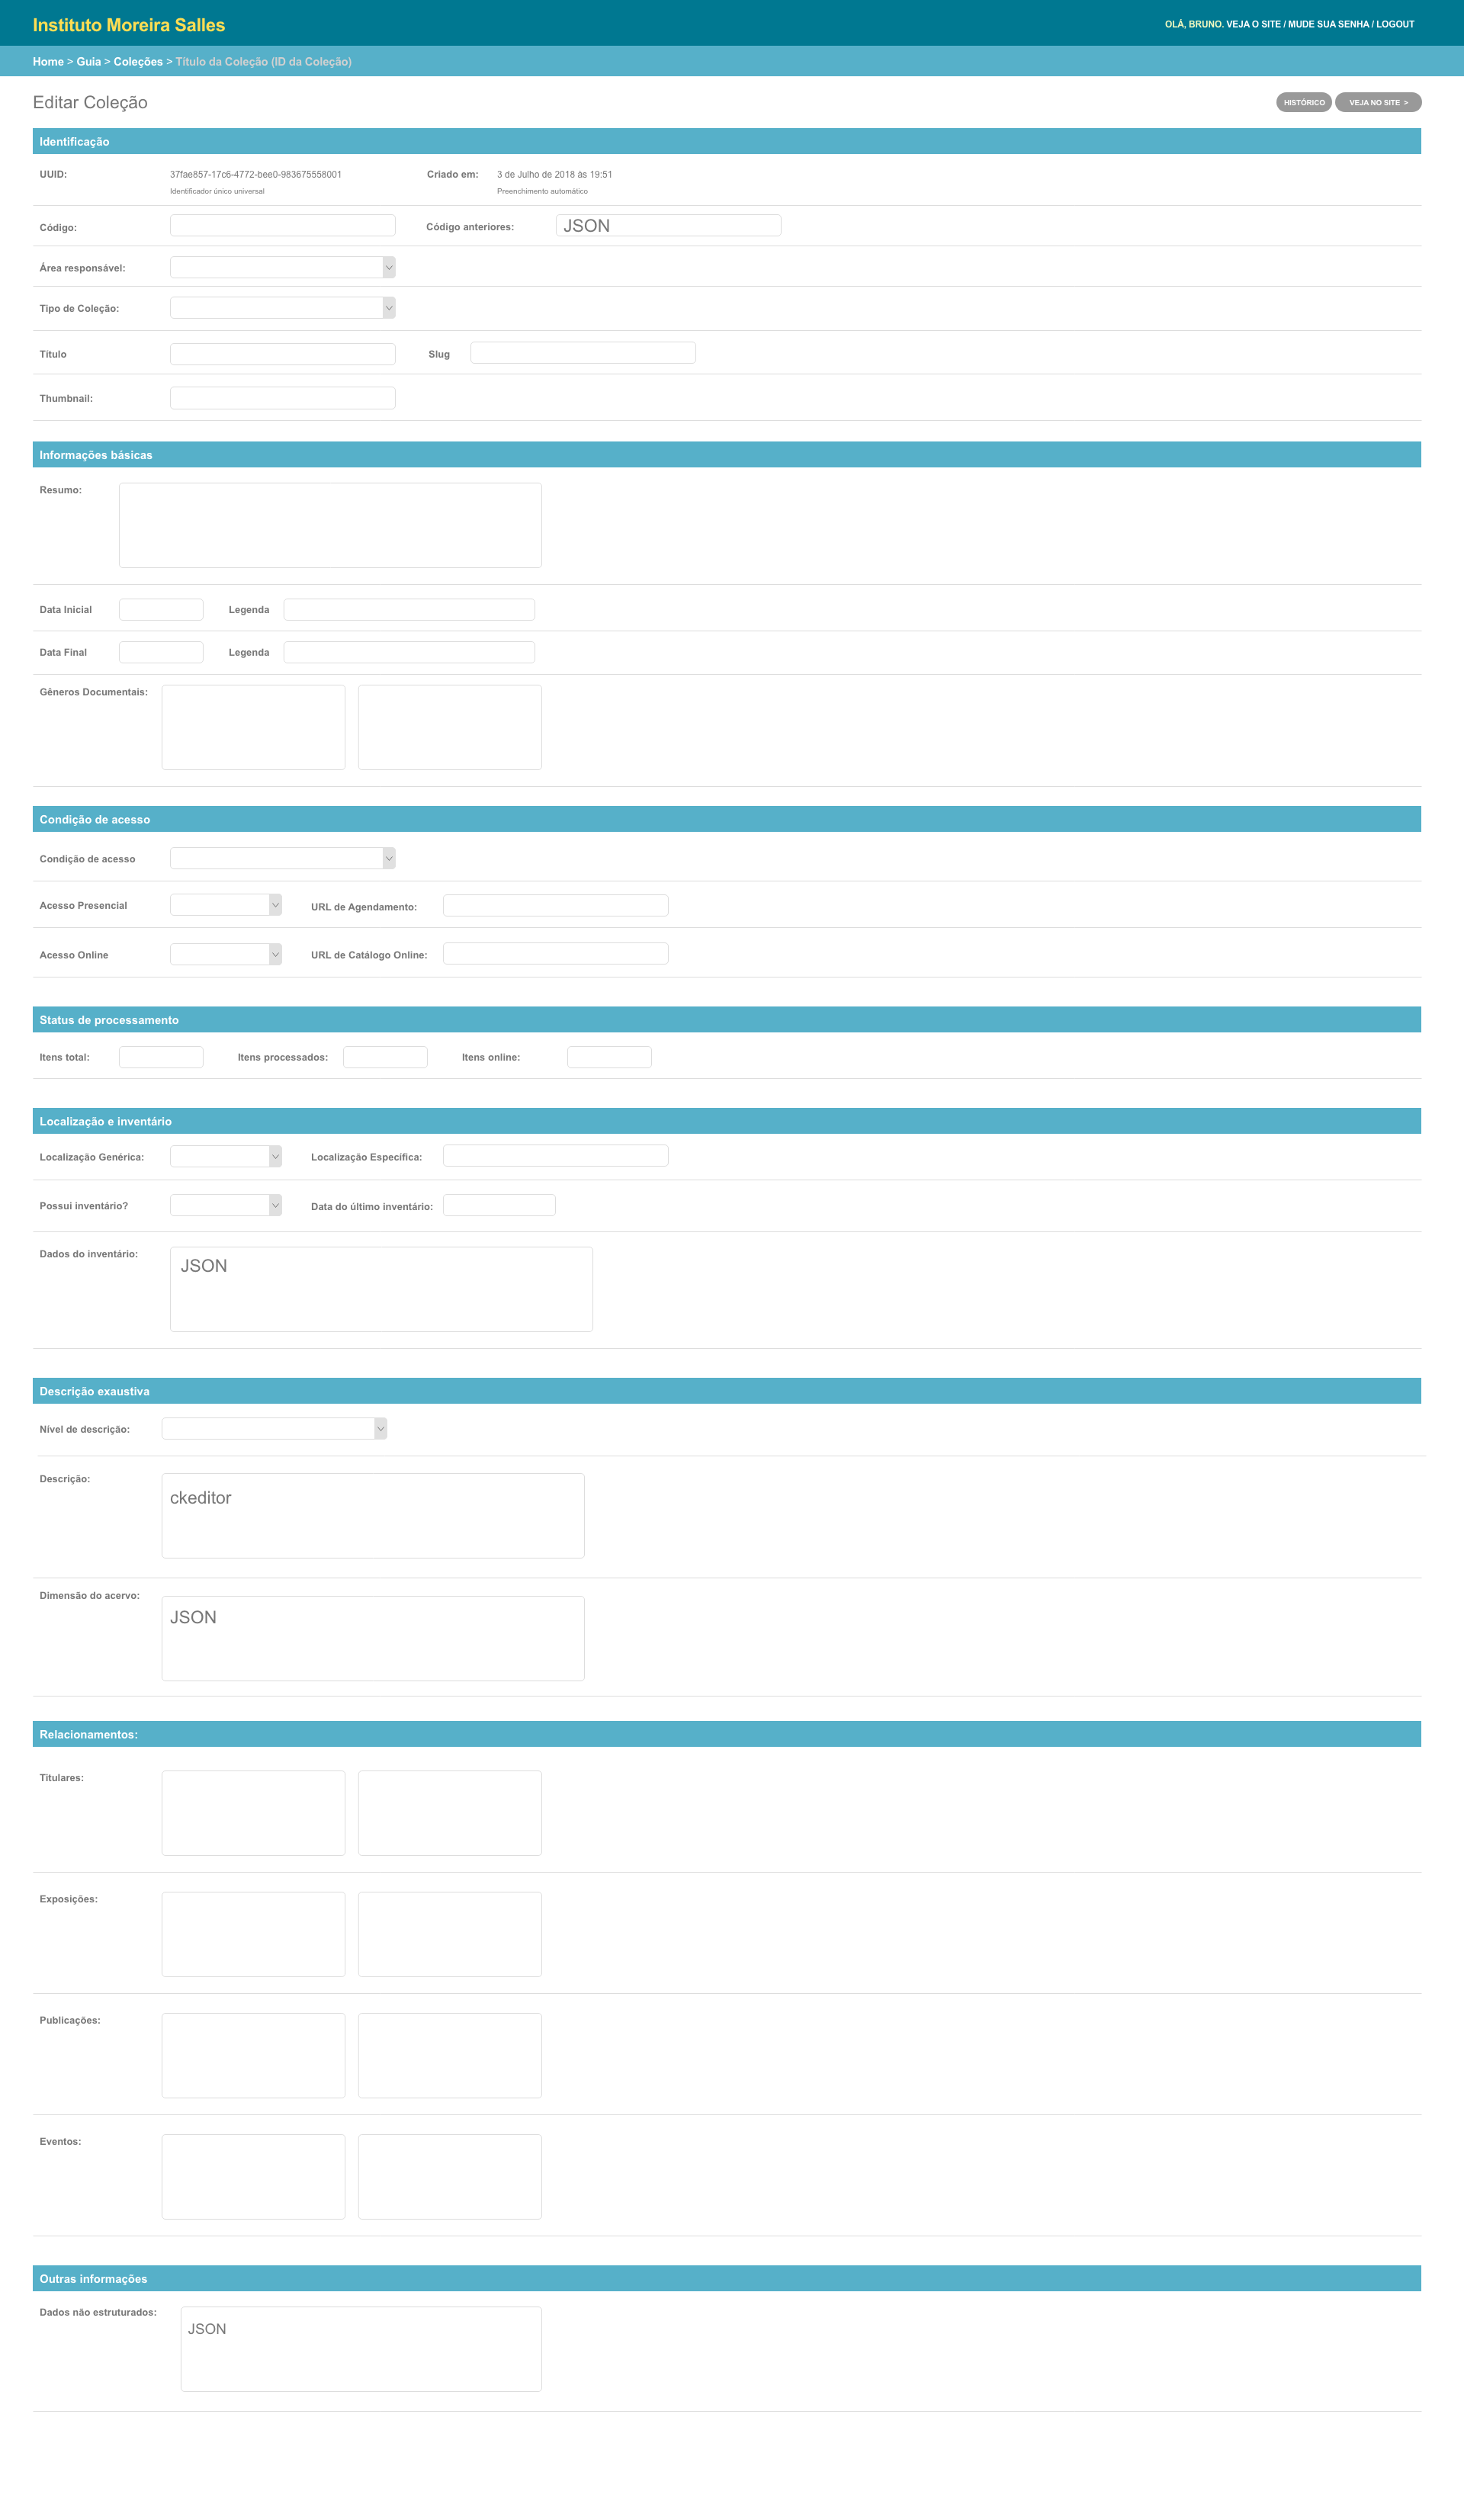 Instituto Moreira Salles
OLÁ, BRUNO. VEJA O SITE / MUDE SUA SENHA / LOGOUT
Home > Guia > Coleções > Título da Coleção (ID da Coleção)
Editar Coleção
HISTÓRICO VEJA NO SITE >
Identificação
UUID: 37fae857-17c6-4772-bee0-983675558001 Criado em: 3 de Julho de 2018 às 19:51
Identificador único universal Preenchimento automático
Código: Código anteriores: JSON
Área responsável:
Tipo de Coleção:
Título Slug
Thumbnail:
Informações básicas
Resumo:
Data Inicial Legenda
Data Final Legenda
Gêneros Documentais:
Condição de acesso
Condição de acesso
Acesso Presencial URL de Agendamento:
Acesso Online URL de Catálogo Online:
Status de processamento
Itens total: Itens processados: Itens online:
Localização e inventário
Localização Genérica: Localização Específica:
Possui inventário? Data do último inventário:
Dados do inventário: JSON
Descrição exaustiva
Nível de descrição:
Descrição:
ckeditor
Dimensão do acervo:
JSON
Relacionamentos:
Titulares:
Exposições:
Publicações:
Eventos:
Outras informações
Dados não estruturados:
JSON